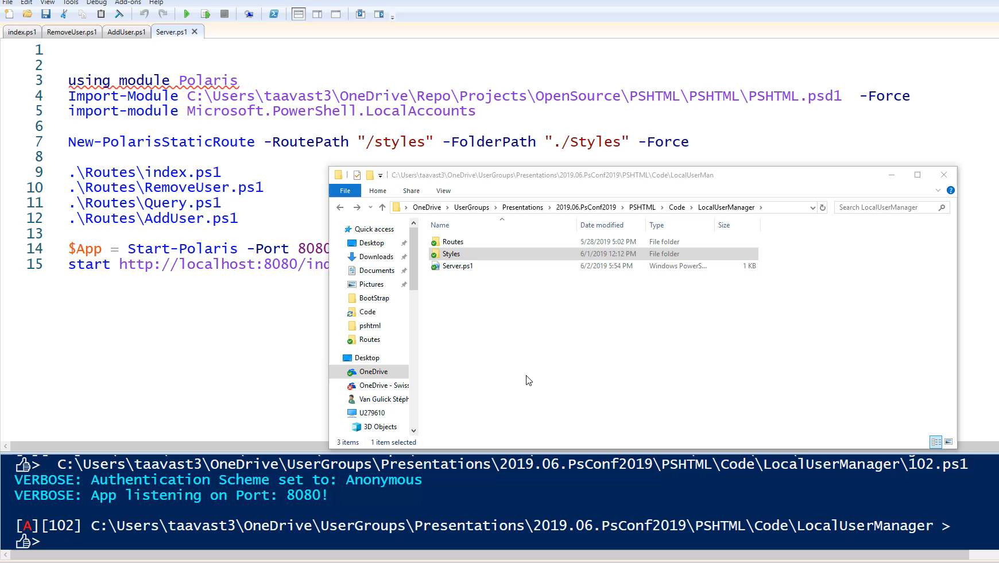 File Edit View Tools Debug Add-ons Help
index.ps1 RemoveUser.ps1 AddUser.ps1 Server.ps1
1
2
3 using module Polaris
4 Import-Module C:\Users\taavast3\OneDrive\Repo\Projects\OpenSource\PSHTML\PSHTML\PSHTML.psd1 -Force
5 import-module Microsoft.PowerShell.LocalAccounts
6
7 New-PolarisStaticRoute -RoutePath "/styles" -FolderPath "./Styles" -Force
8
9 .\Routes\index.ps1
10 .\Routes\RemoveUser.ps1
11 .\Routes\Query.ps1
12 .\Routes\AddUser.ps1
13
14 $App = Start-Polaris -Port 8080
15 start http://localhost:8080/ind
C:\Users\taavast3\OneDrive\UserGroups\Presentations\2019.06.PsConf2019\PSHTML\Code\LocalUserMan
File Home Share View
OneDrive UserGroups Presentations 2019.06.PsConf2019 PSHTML Code LocalUserManager
Search LocalUserManager
Name Date modified Type Size
Routes 5/28/2019 5:02 PM File folder
Styles 6/1/2019 12:12 PM File folder
Server.ps1 6/2/2019 5:54 PM Windows PowerS... 1 KB
Quick access
Desktop
Downloads
Documents
Pictures
BootStrap
Code
pshtml
Routes
Desktop
OneDrive
OneDrive - Swiss
Van Gulick Stéph
U279610
3D Objects
3 items 1 item selected
> C:\Users\taavast3\OneDrive\UserGroups\Presentations\2019.06.PsConf2019\PSHTML\Code\LocalUserManager\102.ps1
VERBOSE: Authentication Scheme set to: Anonymous
VERBOSE: App listening on Port: 8080!
[A][102] C:\Users\taavast3\OneDrive\UserGroups\Presentations\2019.06.PsConf2019\PSHTML\Code\LocalUserManager >
>